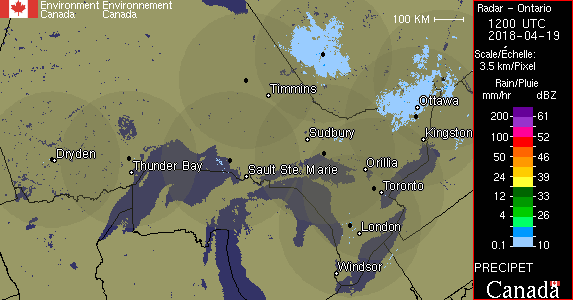 Environment Environnement
Canada Canada
100 KM
Radar - Ontario
1200 UTC
2018-04-19
Scale/Échelle:
3.5 km/Pixel
Rain/Pluie
mm/hr dBZ
200 61
100 52
50 46
24 39
12 33
4 26
0.1 10
PRECIPET
Canada
Timmins
Ottawa
Sudbury
Kingston
Dryden
Thunder Bay
Sault Ste. Marie
Orillia
Toronto
London
Windsor